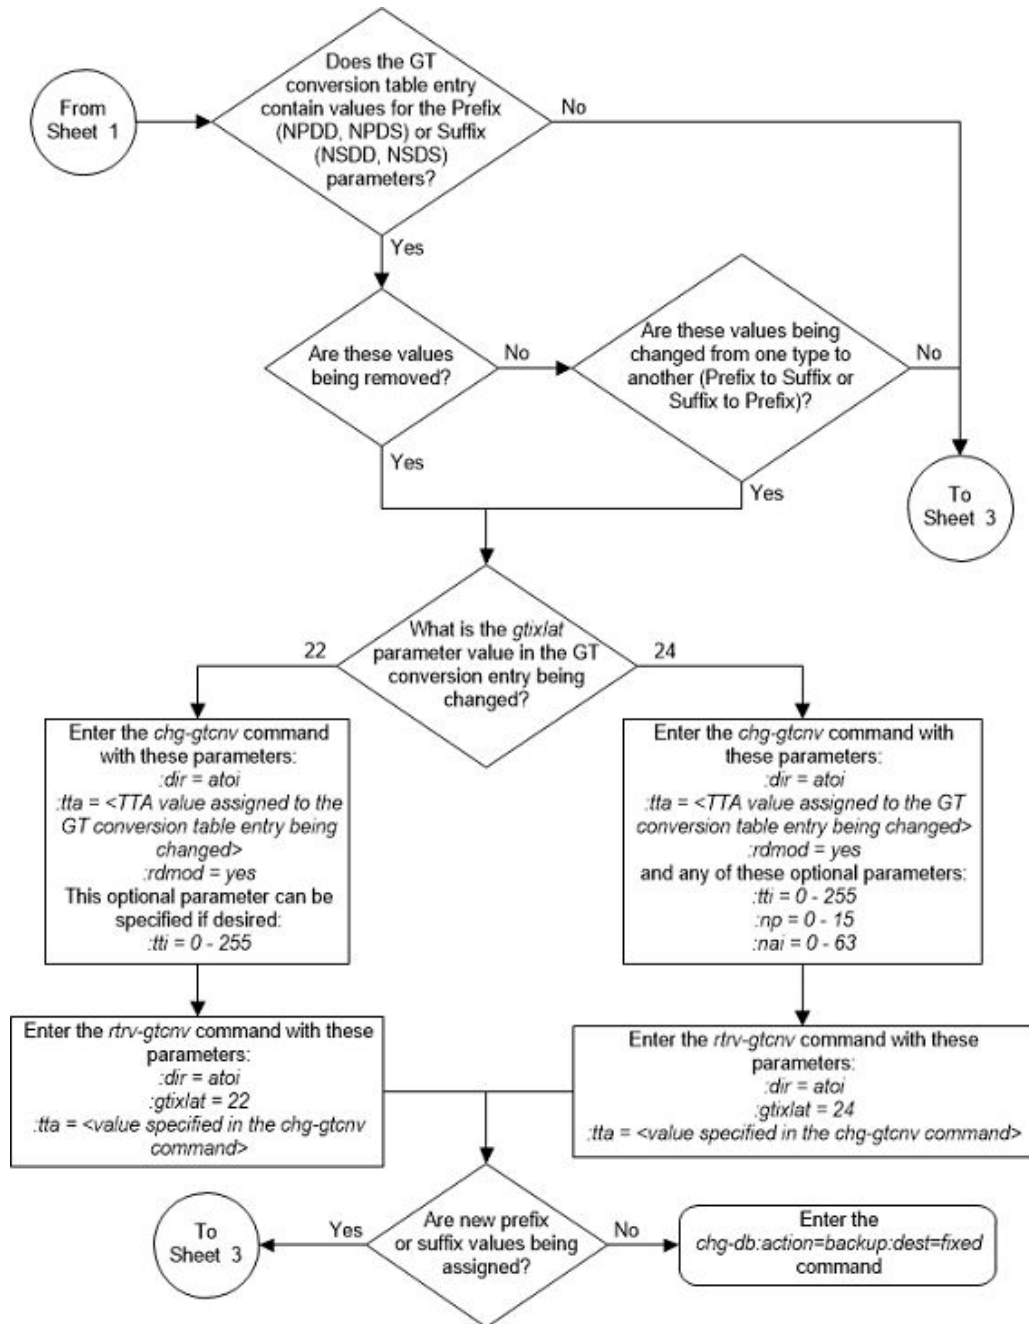 Does the GT
conversion table entry
contain values for the Prefix
(NPDD, NPDS) or Suffix
(NSDD, NSDS)
parameters?
From
Sheet 1
No
Yes
Are these values
being removed?
No
Are these values being
changed from one type to
another (Prefix to Suffix or
Suffix to Prefix)?
No
Yes
Yes
To
Sheet 3
What is the gtixlat
parameter value in the GT
conversion entry being
changed?
22
24
Enter the chg-gtcnv command
with these parameters:
:dir = atoi
:tta = <TTA value assigned to the
GT conversion table entry being
changed>
:rdmod = yes
This optional parameter can be
specified if desired:
:tti = 0 - 255
Enter the chg-gtcnv command with
these parameters:
:dir = atoi
:tta = <TTA value assigned to the GT
conversion table entry being changed>
:rdmod = yes
and any of these optional parameters:
:tti = 0 - 255
:np = 0 - 15
:nai = 0 - 63
Enter the rtrv-gtcnv command with these
parameters:
:dir = atoi
:gtixlat = 22
:tta = <value specified in the chg-gtcnv
command>
Enter the rtrv-gtcnv command with these
parameters:
:dir = atoi
:gtixlat = 24
:tta = <value specified in the chg-gtcnv command>
Are new prefix
or suffix values being
assigned?
Yes
To
Sheet 3
No
Enter the
chg-db:action=backup:dest=fixed
command